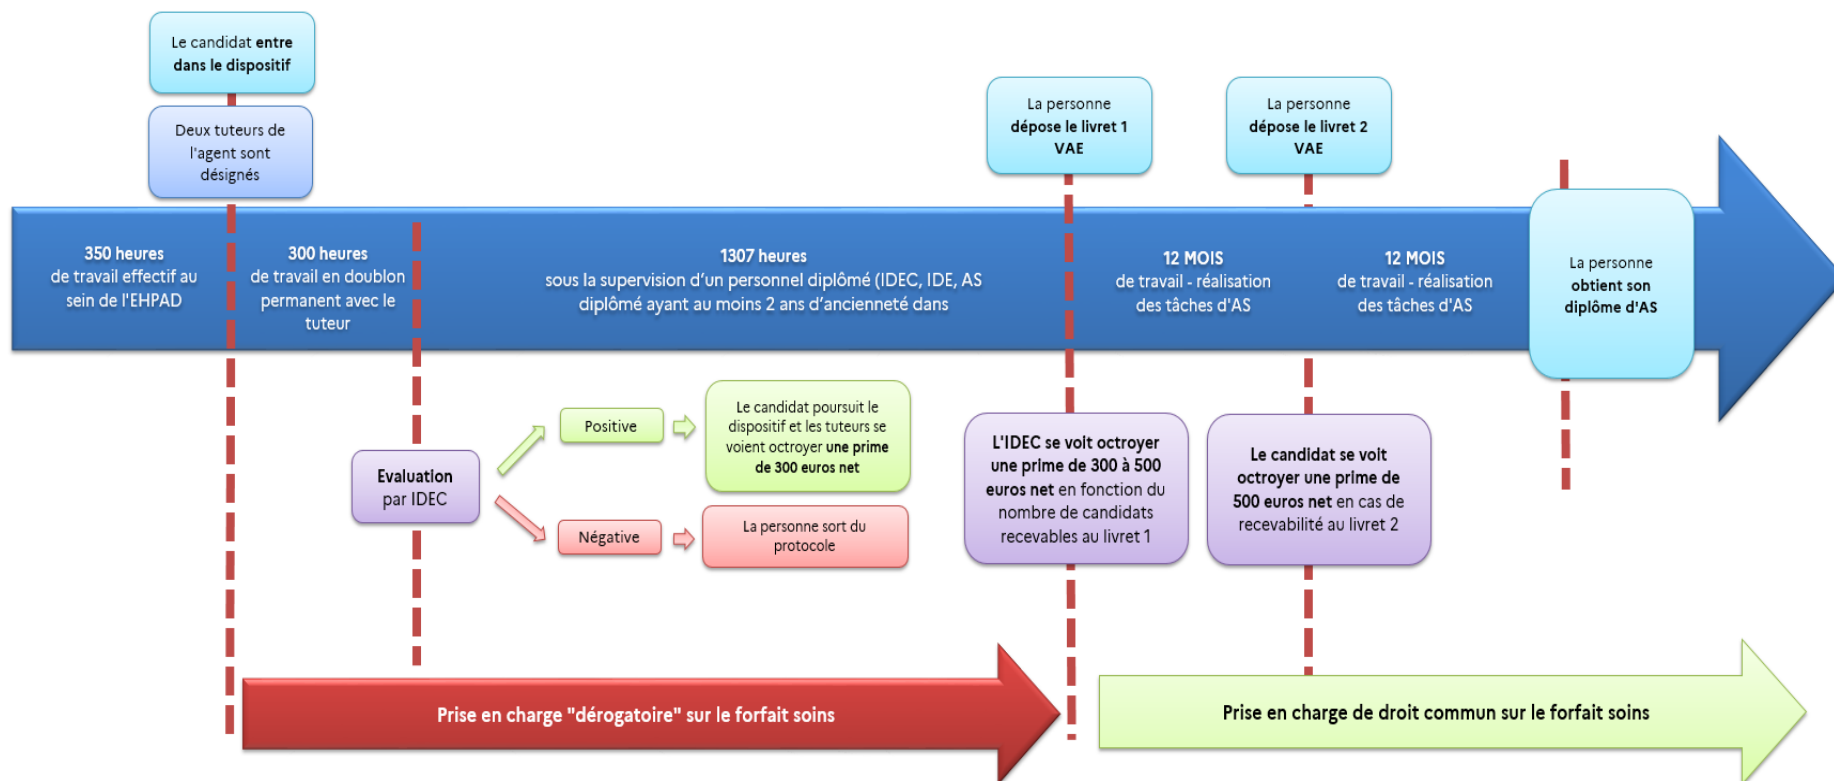 Le candidat entre
dans le dispositif
Deux tuteurs de
l'agent sont
désignés
La personne
dépose le livret 1
VAE
La personne
dépose le livret 2
VAE
350 heures
de travail effectif au
sein de l'EHPAD
300 heures
de travail en doublon
permanent avec le
tuteur
1307 heures
sous la supervision d'un personnel diplômé (IDEC, IDE, AS
diplômé ayant au moins 2 ans d'ancienneté dans
12 MOIS
de travail - réalisation
des tâches d'AS
12 MOIS
de travail - réalisation
des tâches d'AS
La personne
obtient son
diplôme d'AS
Evaluation
par IDEC
Positive
Le candidat poursuit le
dispositif et les tuteurs se
voient octroyer une prime
de 300 euros net
Négative
La personne sort du
protocole
L'IDEC se voit octroyer
une prime de 300 à 500
euros net en fonction du
nombre de candidats
recevables au livret 1
Le candidat se voit
octroyer une prime de
500 euros net en cas de
recevabilité au livret 2
Prise en charge "dérogatoire" sur le forfait soins
Prise en charge de droit commun sur le forfait soins